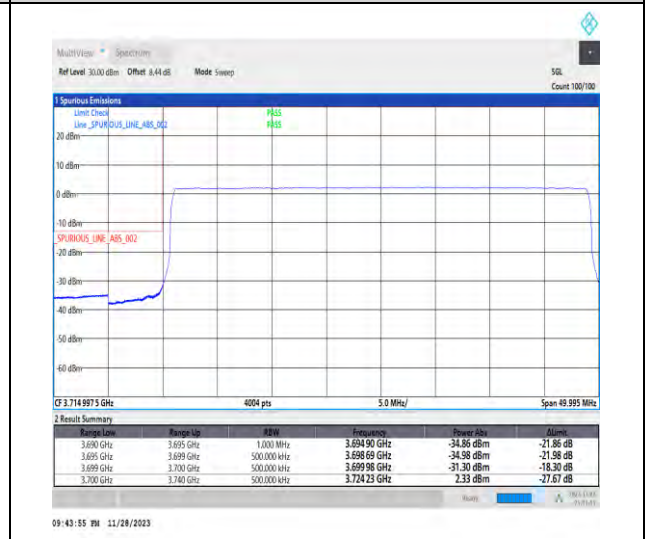 MultiView Spectrum
Ref Level 30.00 dBm Offset 8.44 dB Mode Sweep SGL
Count 100/100
1 Spurious Emissions
Limit Check PASS
Line _SPURIOUS_LINE_ABS_002 PASS
20 dBm
10 dBm
0 dBm
-10 dBm
_SPURIOUS_LINE_ABS_002
-20 dBm
-30 dBm
-40 dBm
-50 dBm
-60 dBm
CF 3.714 997 5 GHz 4004 pts 5.0 MHz/ Span 49.995 MHz
2 Result Summary
Range Low Range Up RBW Frequency Power Abs ΔLimit
3.690 GHz 3.695 GHz 1.000 MHz 3.694 90 GHz -34.86 dBm -21.86 dB
3.695 GHz 3.699 GHz 500.000 kHz 3.698 69 GHz -34.98 dBm -21.98 dB
3.699 GHz 3.700 GHz 500.000 kHz 3.699 98 GHz -31.30 dBm -18.30 dB
3.700 GHz 3.740 GHz 500.000 kHz 3.724 23 GHz 2.33 dBm -27.67 dB
09:43:55 PM 11/28/2023